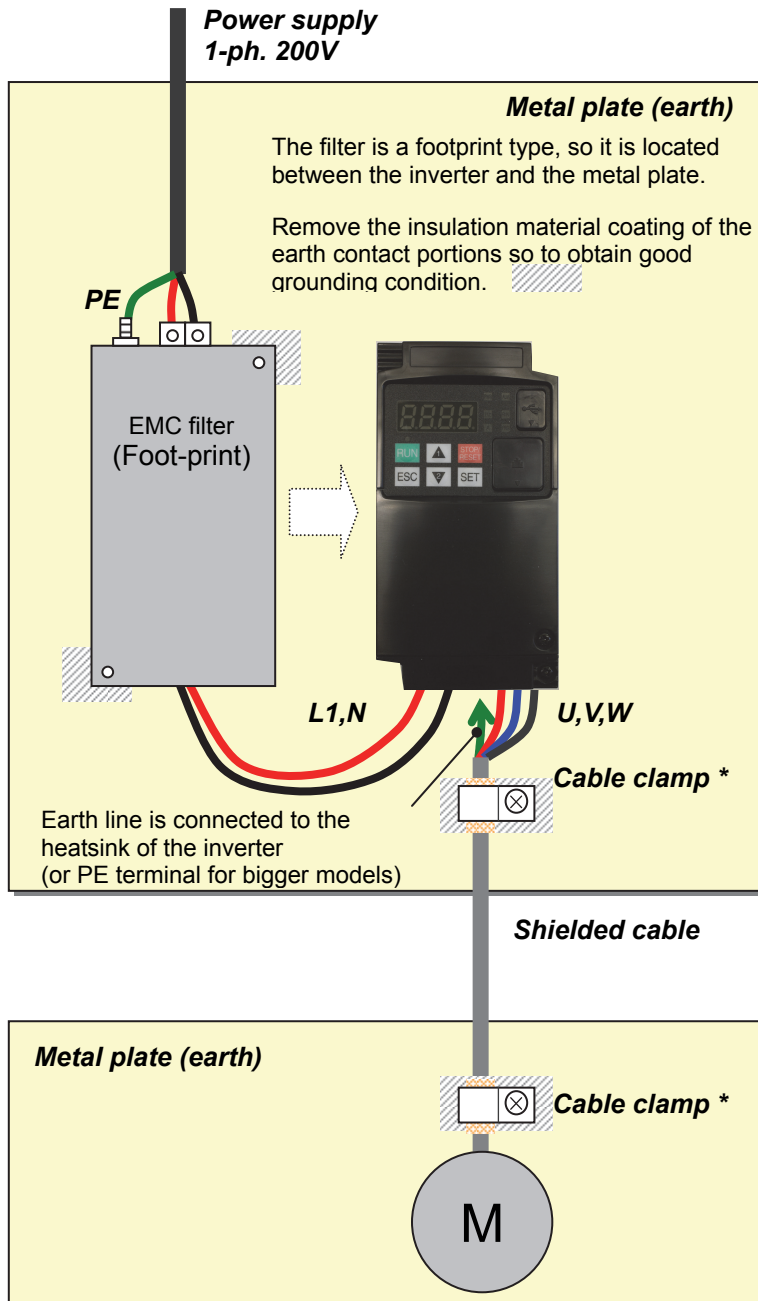 Power supply
1-ph. 200V
Metal plate (earth)
The filter is a footprint type, so it is located
between the inverter and the metal plate.
Remove the insulation material coating of the
earth contact portions so to obtain good
grounding condition.
PE
EMC filter
(Foot-print)
8.8.8.8.
RUN
STOP
RESET
ESC
SET
L1,N
U,V,W
Cable clamp *
Earth line is connected to the
heatsink of the inverter
(or PE terminal for bigger models)
Shielded cable
Metal plate (earth)
Cable clamp *
M